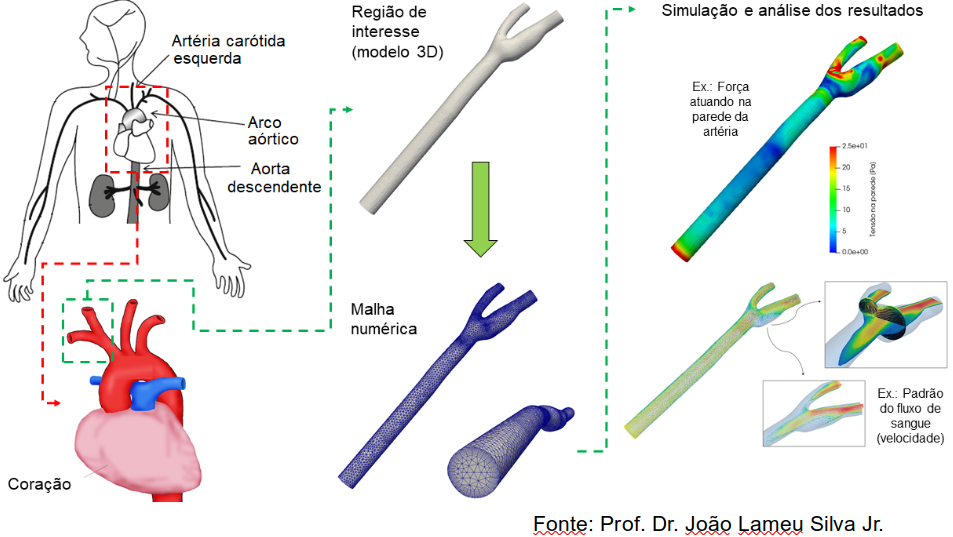 Artéria carótida
esquerda
Arco
aórtico
Aorta
descendente
Coração
Região de
interesse
(modelo 3D)
Malha
numérica
Simulação e análise dos resultados
Ex.: Força
atuando na
parede da
artéria
2.5e+01
20
15
10
5
0.0e+00
Tensão na parede (Pa)
Ex.: Padrão
do fluxo de
sangue
(velocidade)
Fonte: Prof. Dr. João Lameu Silva Jr.